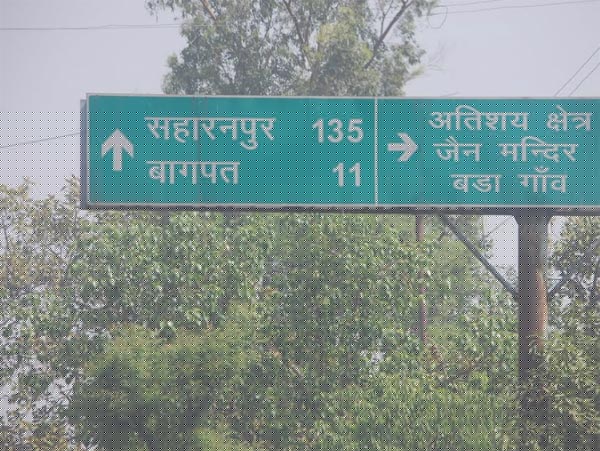 सहारनपुर 135
बागपत 11
अतिशय क्षेत्र
जैन मन्दिर
बडा गाँव